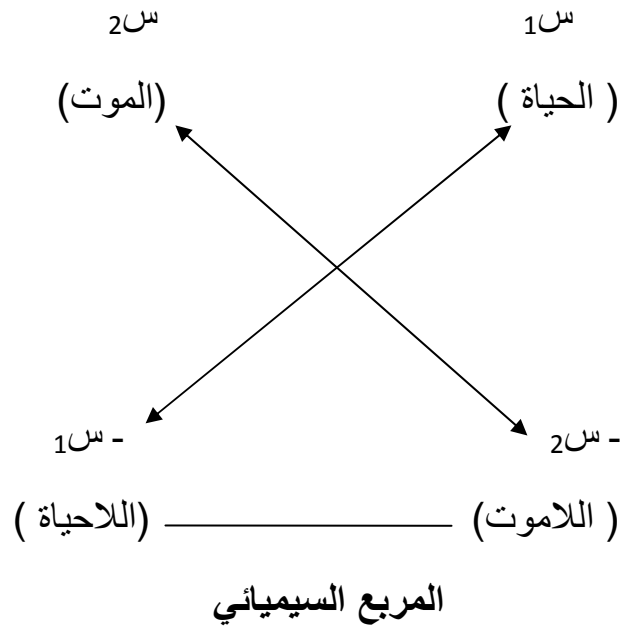 س1 س2
( الحياة ) (الموت)
- س2 - س1
( اللاموت) (اللاحياة )
المربع السيميائي